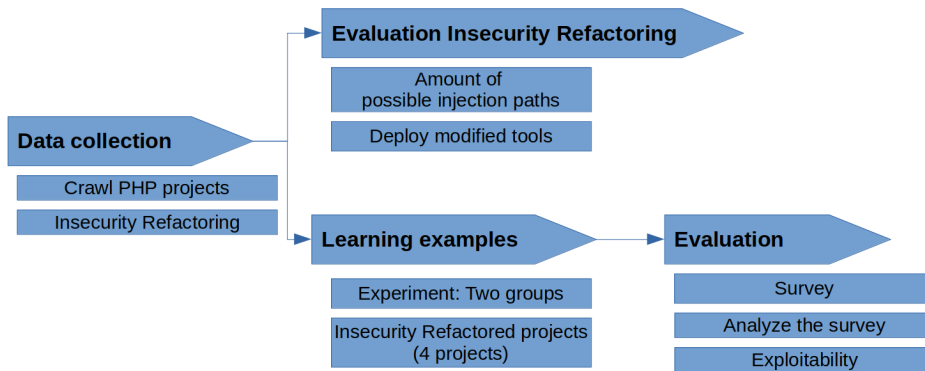 Evaluation Insecurity Refactoring
Amount of
possible injection paths
Deploy modified tools
Data collection
Crawl PHP projects
Insecurity Refactoring
Learning examples
Experiment: Two groups
Insecurity Refactored projects
(4 projects)
Evaluation
Survey
Analyze the survey
Exploitability